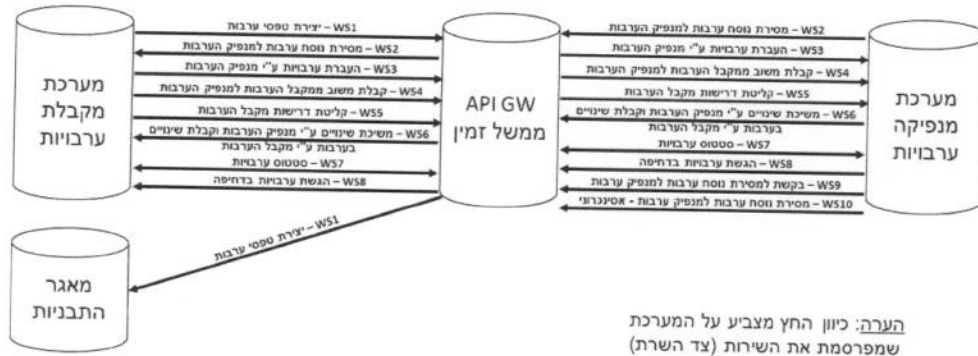 WS1 – יצירת טפסי ערבות
WS2 – מסירת נוסח ערבות למנפיק הערבות
WS3 – העברת ערבויות ע"י מנפיק הערבות
WS4 – קבלת משוב ממקבל הערבות למנפיק הערבות
WS5 – קליטת דרישות מקבל הערבות
WS6 – משיכת שינויים ע"י מנפיק הערבות וקבלת שינויים
בערבות ע"י מקבל הערבות
WS7 – סטטוס ערבויות
WS8 – הגשת ערבויות בדחיפה
מערכת
מקבלת
ערבויות
API GW
ממשל זמין
WS2 – מסירת נוסח ערבות למנפיק הערבות
WS3 – העברת ערבויות ע"י מנפיק הערבות
WS4 – קבלת משוב ממקבל הערבות למנפיק הערבות
WS5 – קליטת דרישות מקבל הערבות
WS6 – משיכת שינויים ע"י מנפיק הערבות וקבלת שינויים
בערבות ע"י מקבל הערבות
WS7 – סטטוס ערבויות
WS8 – הגשת ערבויות בדחיפה
WS9 – בקשת למסירת נוסח ערבות למנפיק ערבות
WS10 – מסירת נוסח ערבות למנפיק ערבות - אסינכרוני
מערכת
מנפיקה
ערבויות
WS1 – יצירת טפסי ערבות
מאגר
התבניות
הערה: כיוון החץ מצביע על המערכת
שמפרסמת את השירות (צד השרת)